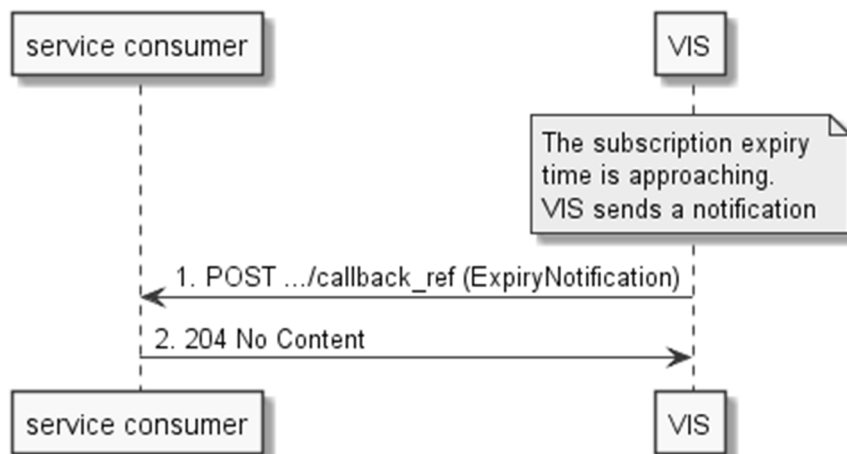 service consumer
VIS
The subscription expiry
time is approaching.
VIS sends a notification
1. POST .../callback_ref (ExpiryNotification)
2. 204 No Content
service consumer
VIS